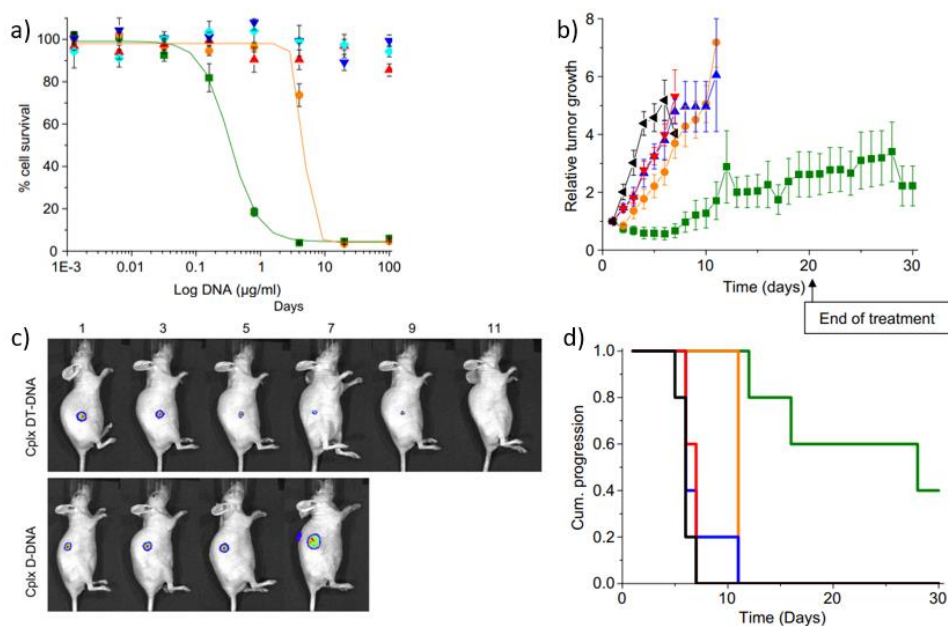 a)
% cell survival
100
80
60
40
20
0
1E-3 0.01 0.1 1 10 100
Log DNA (µg/ml)
b)
Relative tumor growth
8
6
4
2
0
0 10 20 30
Time (days)
End of treatment
c)
Days
1 3 5 7 9 11
Cplx DT-DNA
Cplx D-DNA
d)
Cum. progression
1.0
0.8
0.6
0.4
0.2
0.0
0 10 20 30
Time (Days)